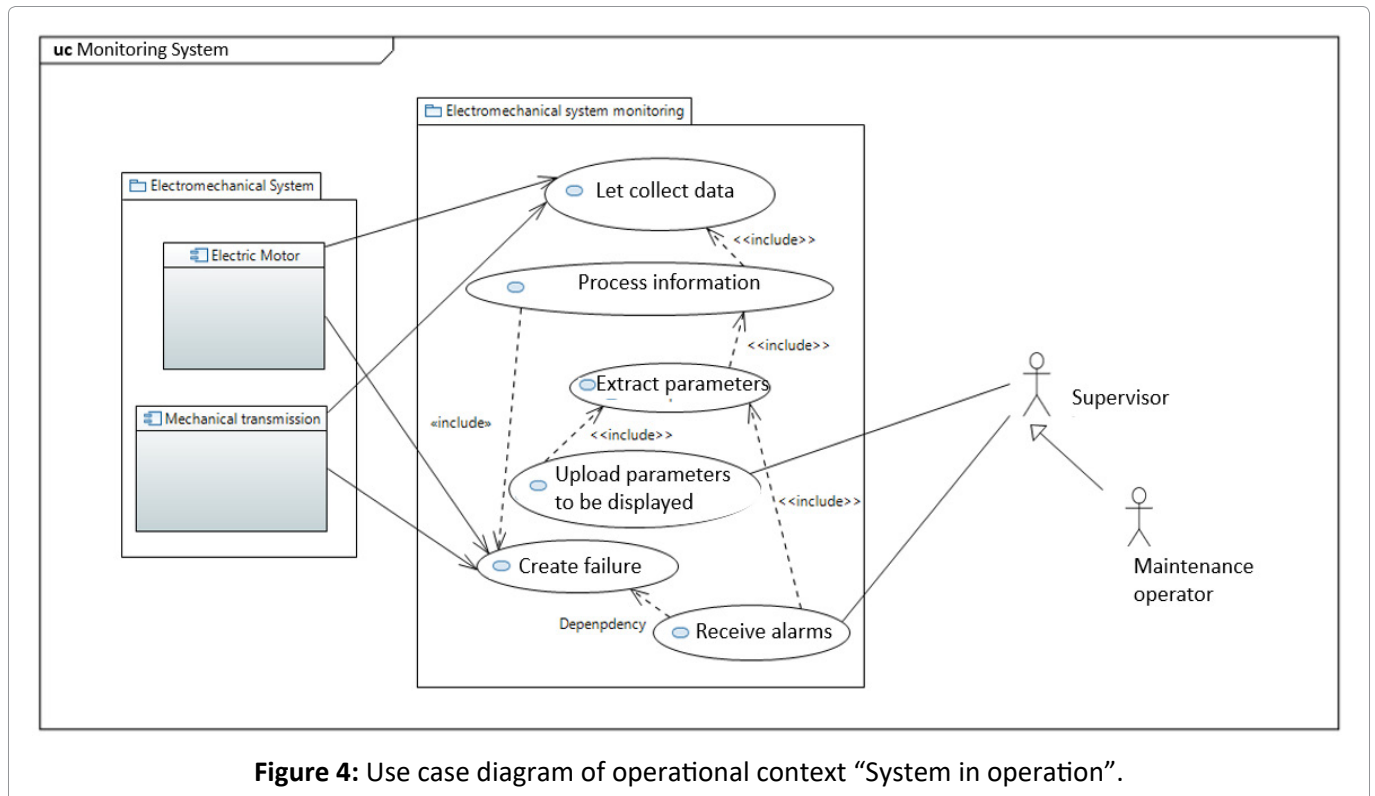 uc Monitoring System
Electromechanical system monitoring
Electromechanical System
Let collect data
<<include>>
Electric Motor
Process information
<<include>>
Extract parameters
Mechanical transmission
«include»
<<include>>
Supervisor
Upload parameters
to be displayed
<<include>>
Create failure
Maintenance
operator
Depenpdency
Receive alarms
Figure 4: Use case diagram of operational context “System in operation”.